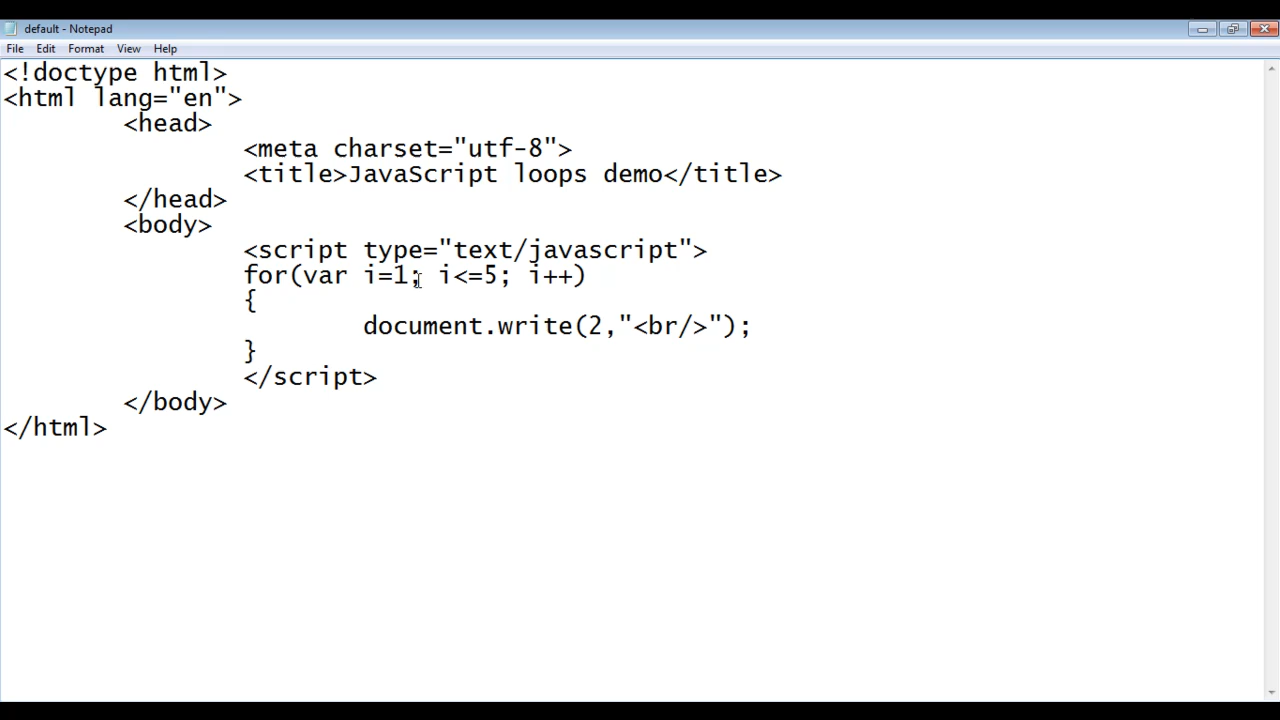 default - Notepad
File Edit Format View Help
<!doctype html>
<html lang="en">
<head>
<meta charset="utf-8">
<title>JavaScript loops demo</title>
</head>
<body>
<script type="text/javascript">
for(var i=1; i<=5; i++)
{
document.write(2,"<br/>");
}
</script>
</body>
</html>